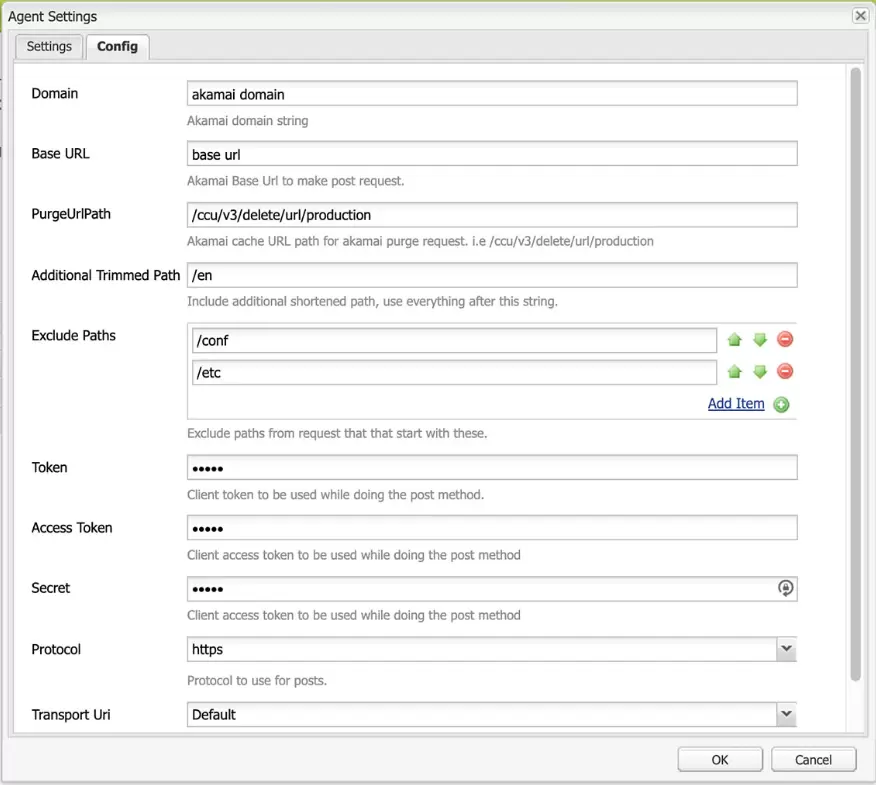 Agent Settings
Settings
Config
Domain
akamai domain
Akamai domain string
Base URL
base url
Akamai Base Url to make post request.
PurgeUrlPath
/ccu/v3/delete/url/production
Akamai cache URL path for akamai purge request. i.e /ccu/v3/delete/url/production
Additional Trimmed Path
/en
Include additional shortened path, use everything after this string.
Exclude Paths
/conf
/etc
Add Item
Exclude paths from request that that start with these.
Token
•••••
Client token to be used while doing the post method.
Access Token
•••••
Client access token to be used while doing the post method
Secret
•••••
Client access token to be used while doing the post method
Protocol
https
Protocol to use for posts.
Transport Uri
Default
OK
Cancel